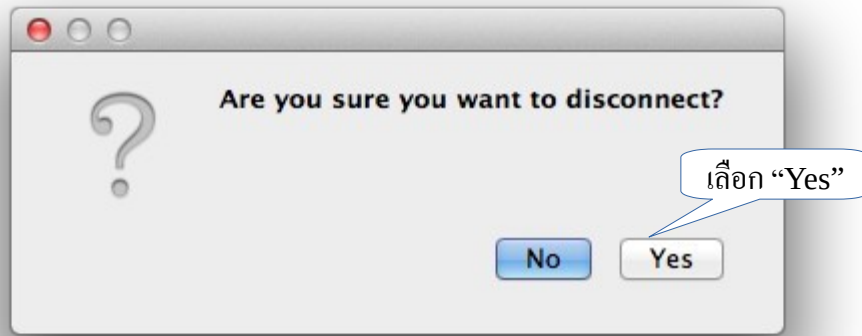 Are you sure you want to disconnect?
เลือก “Yes”
No Yes